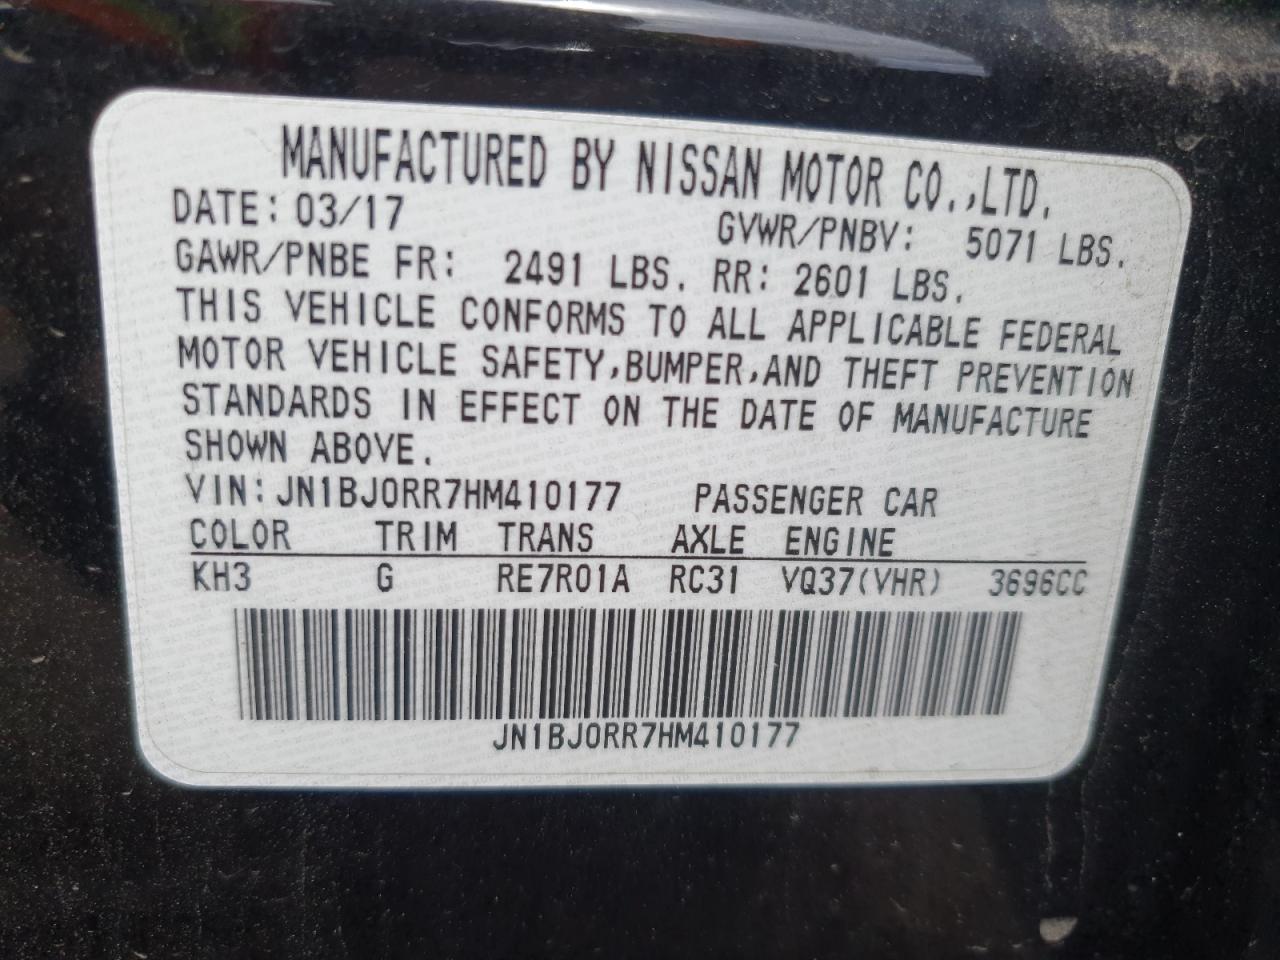 MANUFACTURED BY NISSAN MOTOR CO.,LTD.
DATE: 03/17 GVWR/PNBV: 5071 LBS.
GAWR/PNBE FR: 2491 LBS. RR: 2601 LBS.
THIS VEHICLE CONFORMS TO ALL APPLICABLE FEDERAL
MOTOR VEHICLE SAFETY,BUMPER,AND THEFT PREVENTION
STANDARDS IN EFFECT ON THE DATE OF MANUFACTURE
SHOWN ABOVE.
VIN: JN1BJ0RR7HM410177 PASSENGER CAR
COLOR TRIM TRANS AXLE ENGINE
KH3 G RE7R01A RC31 VQ37(VHR) 3696CC
JN1BJ0RR7HM410177